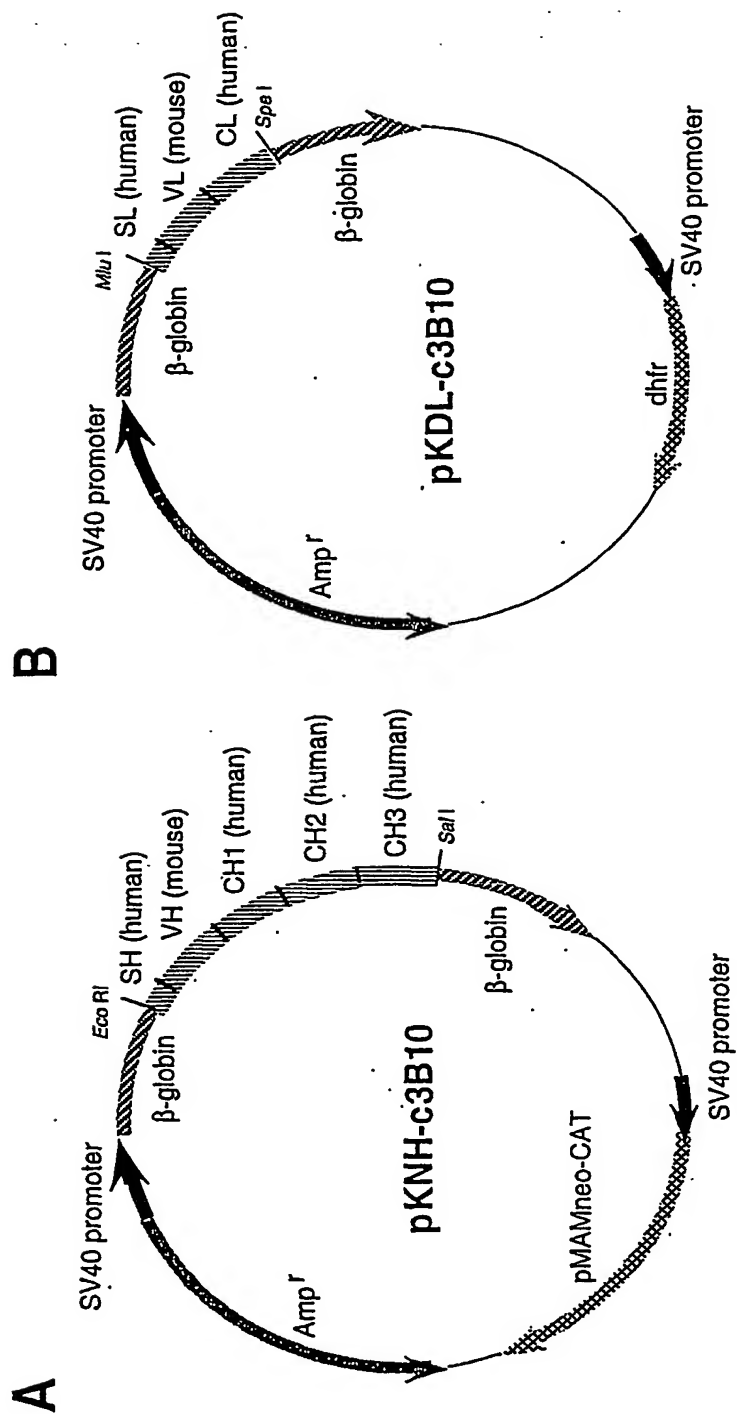 A
SV40 promoter
β-globin
Eco RI
SH (human)
VH (mouse)
CH1 (human)
CH2 (human)
CH3 (human)
Sal I
β-globin
pKNH-c3B10
Amp r
pMAMneo-CAT
SV40 promoter
B
SV40 promoter
β-globin
Mlu I
SL (human)
VL (mouse)
CL (human)
Spe I
β-globin
pKDL-c3B10
Amp r
dhfr
SV40 promoter